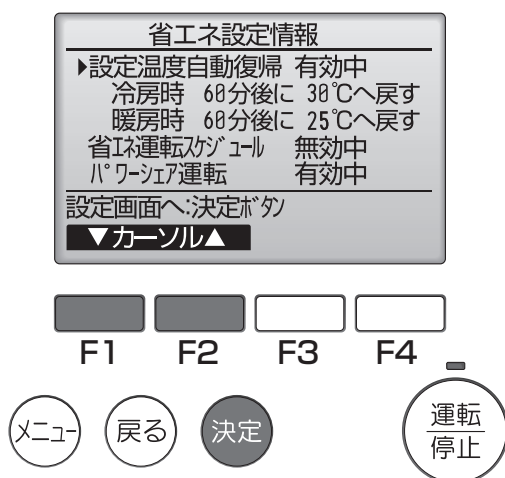 省エネ設定情報
▶設定温度自動復帰 有効中
冷房時 60分後に 30℃へ戻す
暖房時 60分後に 25℃へ戻す
省エネ運転スケジュール 無効中
パワーシェア運転 有効中
設定画面へ:決定ボタン
▼カーソル▲
F1 F2 F3 F4
メニュー 戻る 決定 運転
停止